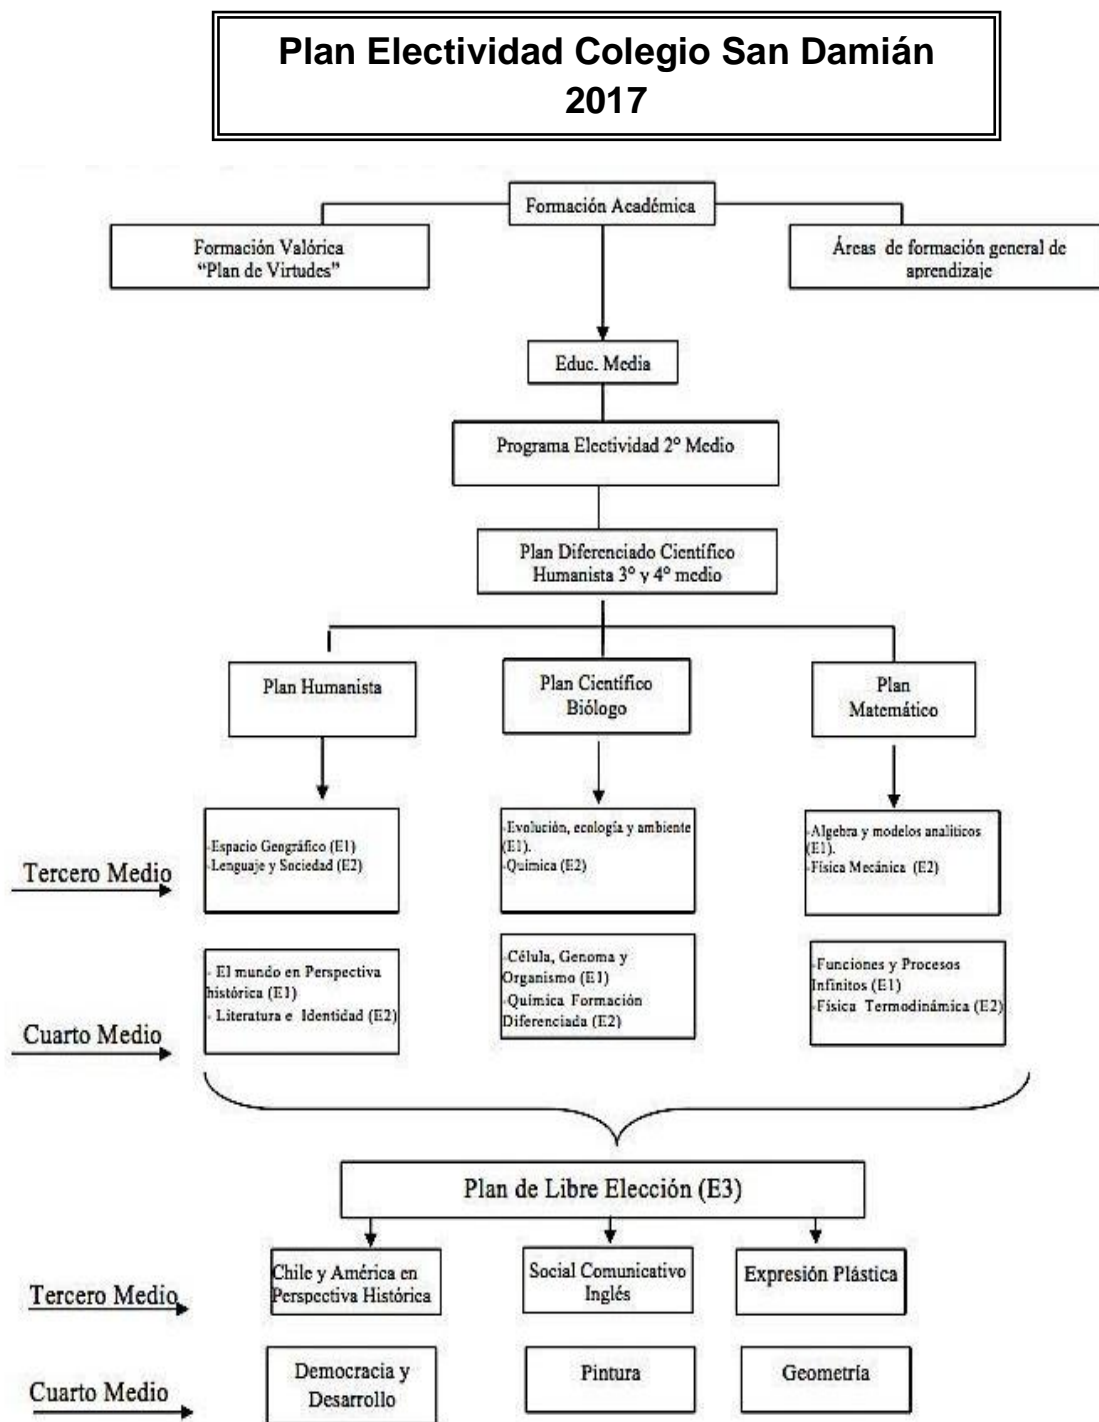 Plan Electividad Colegio San Damián
2017
Formación Académica
Formación Valórica
“Plan de Virtudes”
Áreas de formación general de
aprendizaje
Educ. Media
Programa Electividad 2º Medio
Plan Diferenciado Científico
Humanista 3º y 4º medio
Plan Humanista
Plan Científico
Biólogo
Plan
Matemático
Tercero Medio
-Espacio Geográfico (E1)
-Lenguaje y Sociedad (E2)
-Evolución, ecología y ambiente
(E1).
-Química (E2)
-Algebra y modelos analíticos
(E1).
-Física Mecánica (E2)
Cuarto Medio
- El mundo en Perspectiva
histórica (E1)
- Literatura e Identidad (E2)
-Célula, Genoma y
Organismo (E1)
-Química Formación
Diferenciada (E2)
-Funciones y Procesos
Infinitos (E1)
-Física Termodinámica (E2)
Plan de Libre Elección (E3)
Tercero Medio
Chile y América en
Perspectiva Histórica
Social Comunicativo
Inglés
Expresión Plástica
Cuarto Medio
Democracia y
Desarrollo
Pintura
Geometría